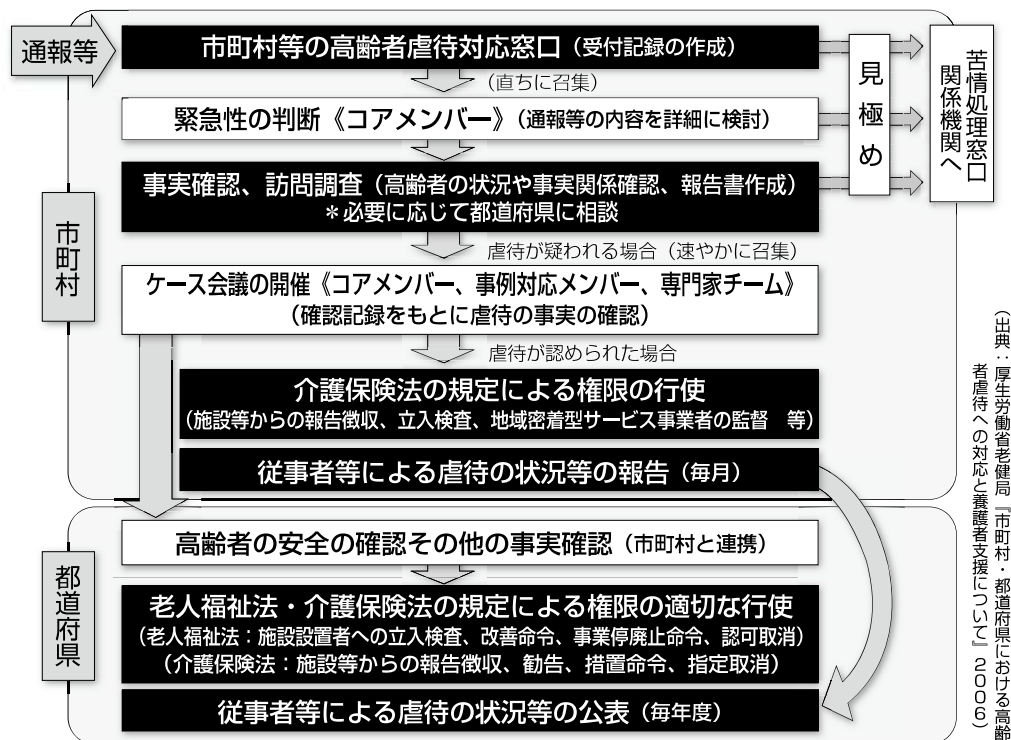 通報等
市町村等の高齢者虐待対応窓口(受付記録の作成)
(直ちに召集)
緊急性の判断《コアメンバー》(通報等の内容を詳細に検討)
事実確認、訪問調査(高齢者の状況や事実関係確認、報告書作成)
＊必要に応じて都道府県に相談
見極め
苦情処理窓口
関係機関へ
市町村
虐待が疑われる場合(速やかに召集)
ケース会議の開催《コアメンバー、事例対応メンバー、専門家チーム》
(確認記録をもとに虐待の事実の確認)
虐待が認められた場合
介護保険法の規定による権限の行使
(施設等からの報告徴収、立入検査、地域密着型サービス事業者の監督　等)
従事者等による虐待の状況等の報告(毎月)
都道府県
高齢者の安全の確認その他の事実確認(市町村と連携)
老人福祉法・介護保険法の規定による権限の適切な行使
(老人福祉法：施設設置者への立入検査、改善命令、事業停廃止命令、認可取消)
(介護保険法：施設等からの報告徴収、勧告、措置命令、指定取消)
従事者等による虐待の状況等の公表(毎年度)
(出典：厚生労働省老健局『市町村・都道府県における高齢
者虐待への対応と養護者支援について』2006)